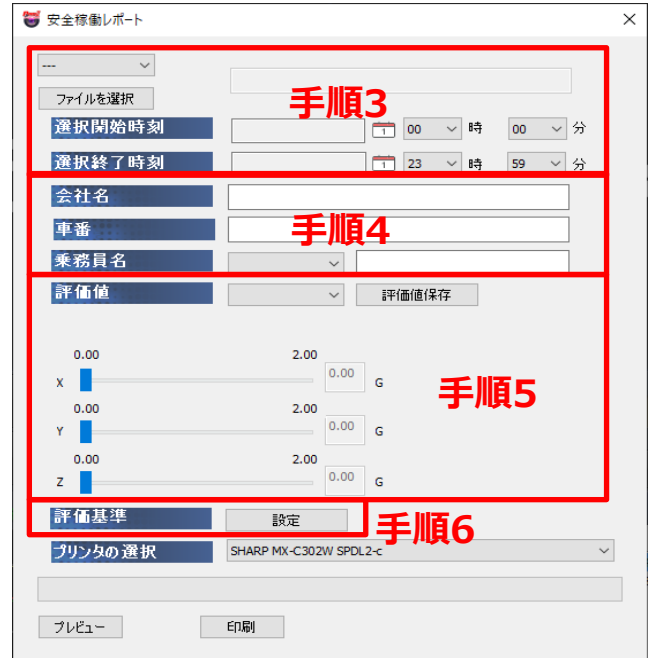 安全稼働レポート
---
ファイルを選択
手順3
選択開始時刻 1 00 時 00 分
選択終了時刻 1 23 時 59 分
会社名
車番
手順4
乗務員名
評価値 評価値保存
0.00 2.00
X 0.00 G
0.00 2.00
手順5
Y 0.00 G
0.00 2.00
Z 0.00 G
評価基準 設定
手順6
プリンタの選択 SHARP MX-C302W SPDL2-c
プレビュー 印刷